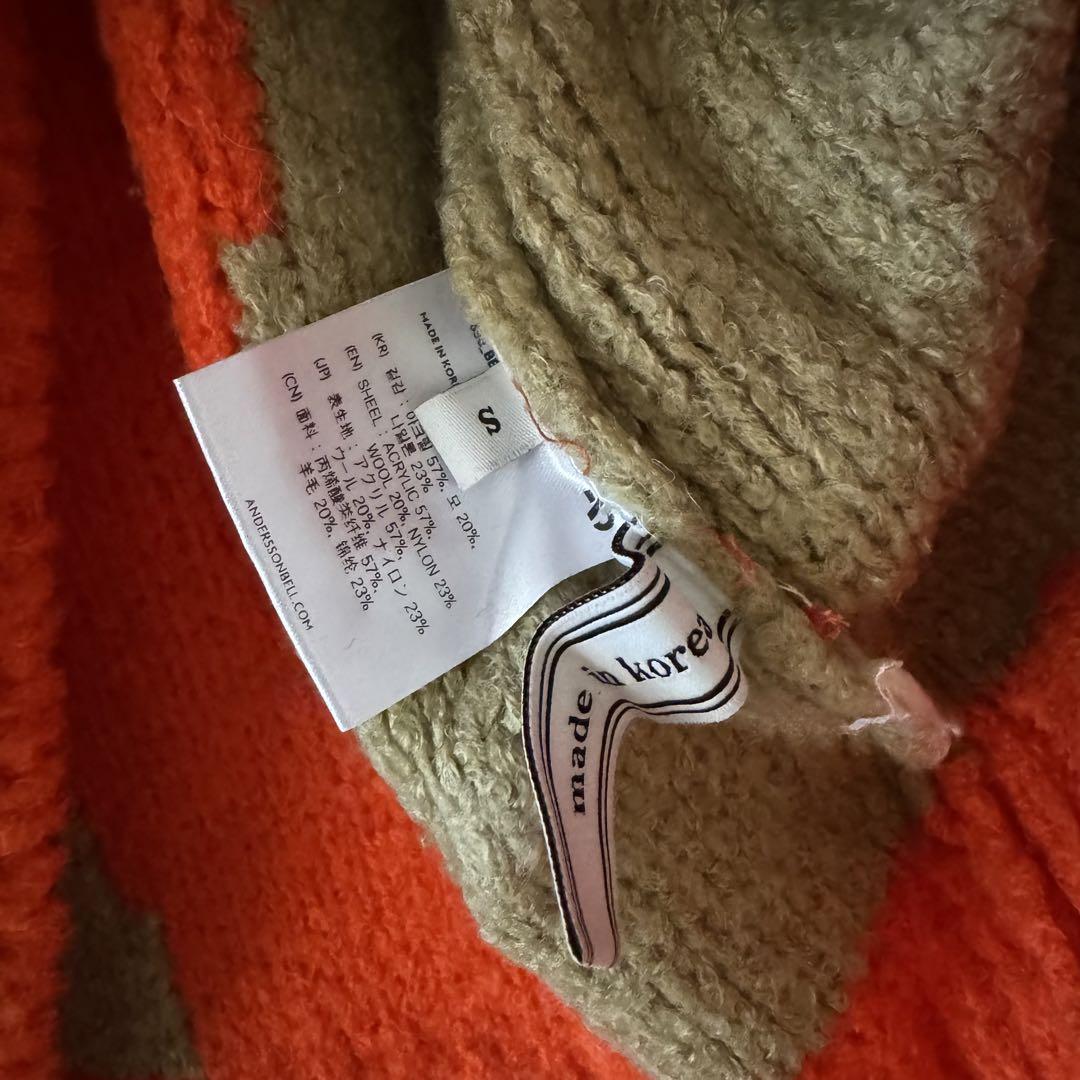 MADE IN KOR
(KR) 겉감 : 아크릴 57%, 모 20%,
나일론 23%
(EN) SHEEL : ACRYLIC 57%,
WOOL 20%, NYLON 23%
(JP) 表生地 : アクリル 57%,
ウール 20%, ナイロン 23%
(CN) 面料 : 丙烯酸类纤维 57%,
羊毛 20%, 锦纶 23%
ANDERSSONBELL.COM
S
made in korea